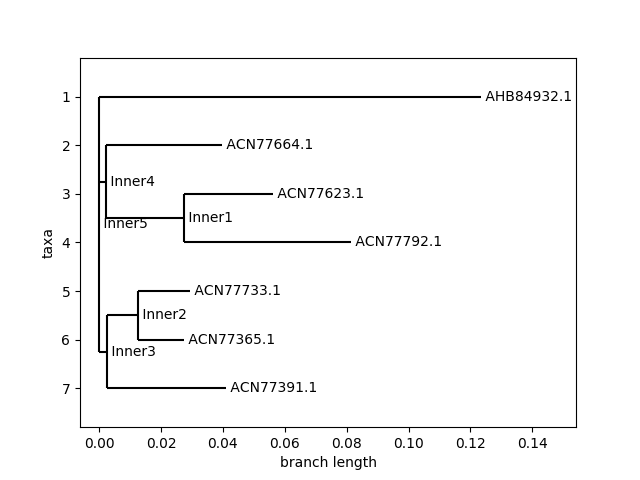 1
AHB84932.1
2
ACN77664.1
Inner4
3
ACN77623.1
Inner1
Inner5
taxa
4
ACN77792.1
5
ACN77733.1
Inner2
6
ACN77365.1
Inner3
7
ACN77391.1
0.00 0.02 0.04 0.06 0.08 0.10 0.12 0.14
branch length